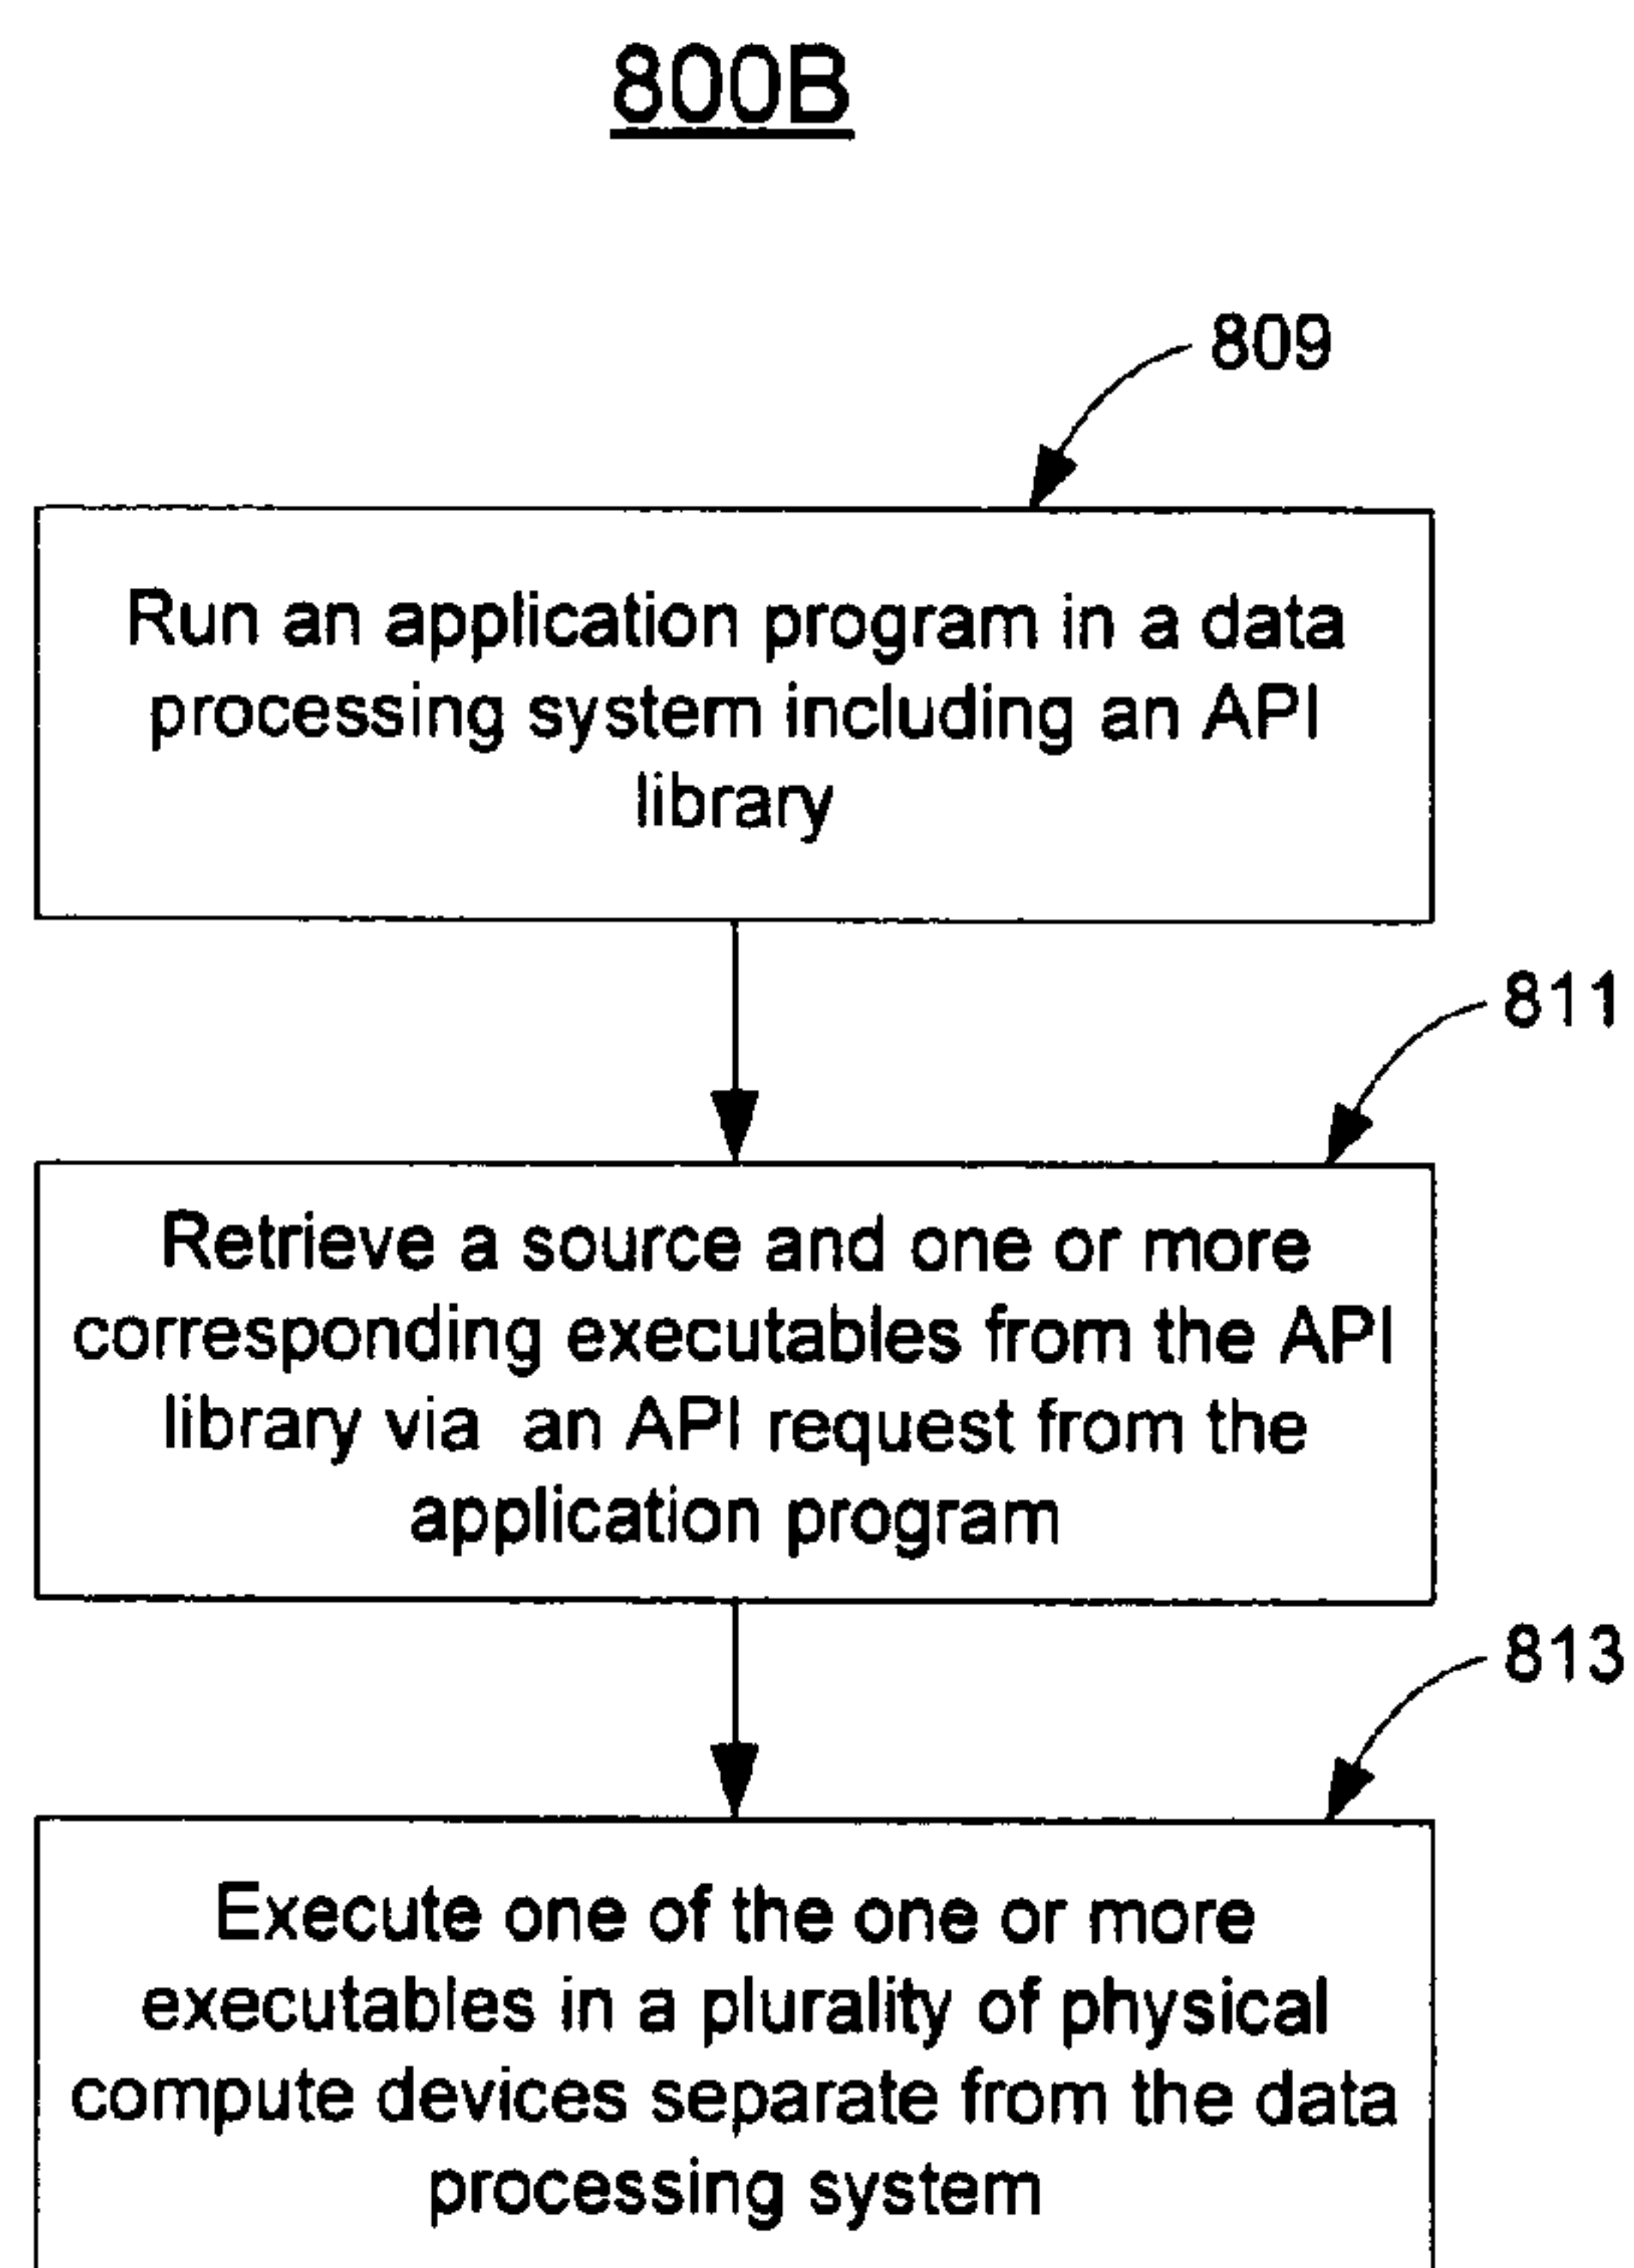 800B
809
Run an application program in a data
processing system including an API
library
811
Retrieve a source and one or more
corresponding executables from the API
library via an API request from the
application program
813
Execute one of the one or more
executables in a plurality of physical
compute devices separate from the data
processing system